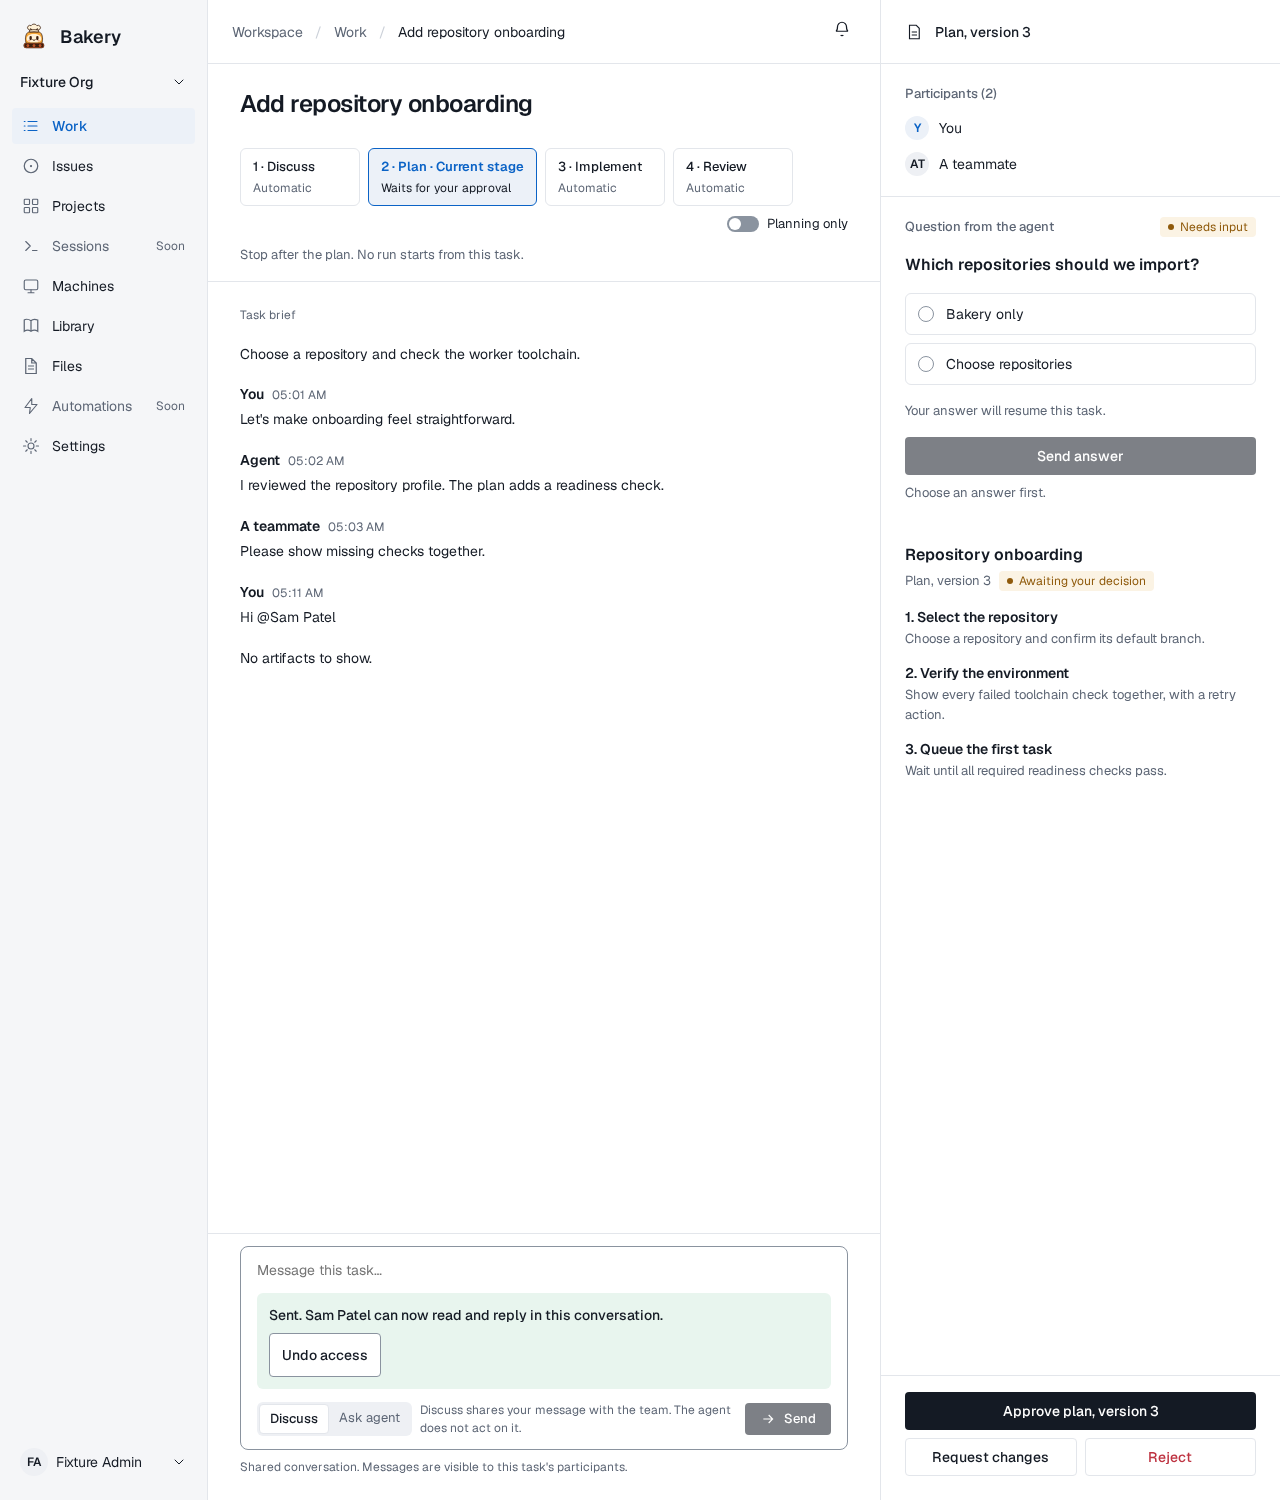 Bakery
Fixture Org
Work
Issues
Projects
Sessions Soon
Machines
Library
Files
Automations Soon
Settings
FA Fixture Admin
Workspace / Work / Add repository onboarding
Add repository onboarding
1 · Discuss
Automatic
2 · Plan · Current stage
Waits for your approval
3 · Implement
Automatic
4 · Review
Automatic
Planning only
Stop after the plan. No run starts from this task.
Task brief
Choose a repository and check the worker toolchain.
You 05:01 AM
Let's make onboarding feel straightforward.
Agent 05:02 AM
I reviewed the repository profile. The plan adds a readiness check.
A teammate 05:03 AM
Please show missing checks together.
You 05:11 AM
Hi @Sam Patel
No artifacts to show.
Message this task...
Sent. Sam Patel can now read and reply in this conversation.
Undo access
Discuss Ask agent
Discuss shares your message with the team. The agent
does not act on it.
Send
Shared conversation. Messages are visible to this task's participants.
Plan, version 3
Participants (2)
Y You
AT A teammate
Question from the agent Needs input
Which repositories should we import?
Bakery only
Choose repositories
Your answer will resume this task.
Send answer
Choose an answer first.
Repository onboarding
Plan, version 3 Awaiting your decision
1. Select the repository
Choose a repository and confirm its default branch.
2. Verify the environment
Show every failed toolchain check together, with a retry
action.
3. Queue the first task
Wait until all required readiness checks pass.
Approve plan, version 3
Request changes Reject